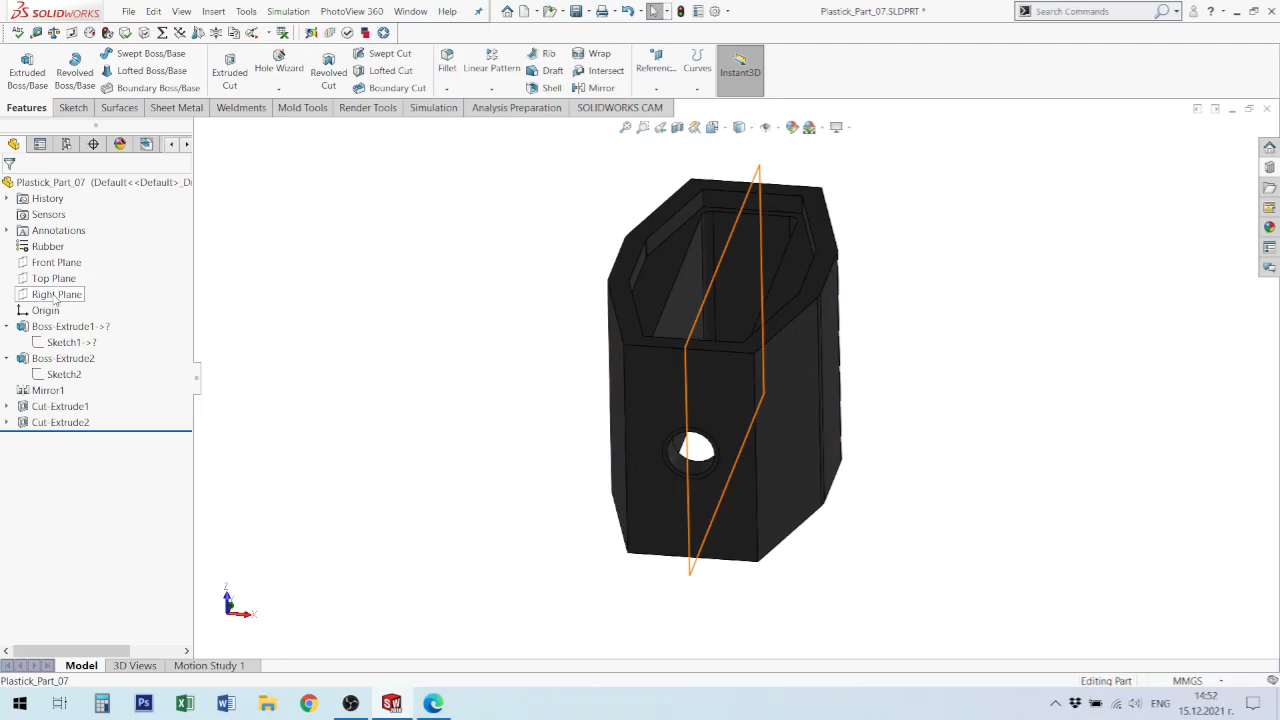 SOLIDWORKS File Edit View Insert Tools Simulation PhotoView 360 Window Help Plastick_Part_07.SLDPRT * Search Commands
Extruded Boss/Base Revolved Boss/Base Swept Boss/Base Extruded Cut Hole Wizard Revolved Cut Swept Cut Fillet Linear Pattern Rib Wrap Referenc... Curves Instant3D
Lofted Boss/Base Lofted Cut Draft Intersect
Boundary Boss/Base Boundary Cut Shell Mirror
Features Sketch Surfaces Sheet Metal Weldments Mold Tools Render Tools Simulation Analysis Preparation SOLIDWORKS CAM
Plastick_Part_07 (Default<<Default>_Di
History
Sensors
Annotations
Rubber
Front Plane
Top Plane
Right Plane
Origin
Boss-Extrude1->?
Sketch1->?
Boss-Extrude2
Sketch2
Mirror1
Cut-Extrude1
Cut-Extrude2
Z
X
Model 3D Views Motion Study 1
Plastick_Part_07 Editing Part MMGS
ENG 14:52
15.12.2021 г.